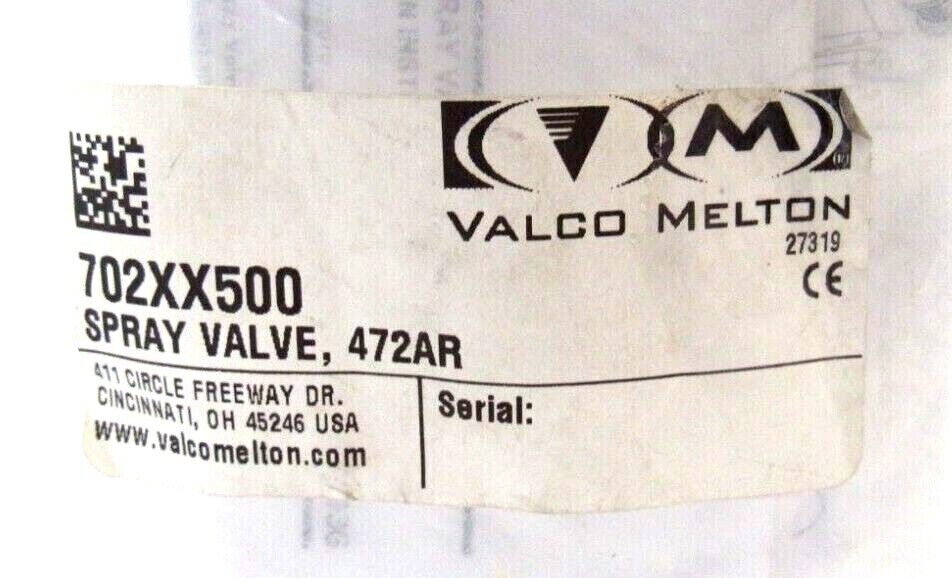 VALCO MELTON
27319
CE
702XX500
SPRAY VALVE, 472AR
411 CIRCLE FREEWAY DR.
CINCINNATI, OH 45246 USA
www.valcomelton.com
Serial: